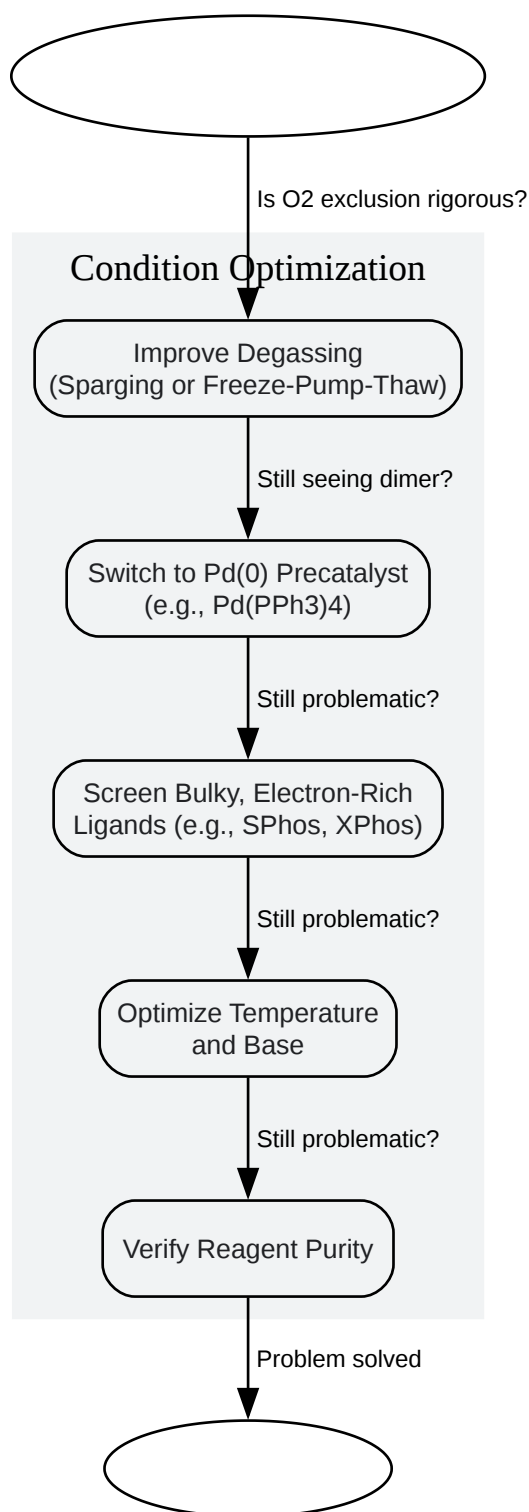 Is O2 exclusion rigorous?
Condition Optimization
Improve Degassing
(Sparging or Freeze-Pump-Thaw)
Still seeing dimer?
Switch to Pd(0) Precatalyst
(e.g., Pd(PPh3)4)
Still problematic?
Screen Bulky, Electron-Rich
Ligands (e.g., SPhos, XPhos)
Still problematic?
Optimize Temperature
and Base
Still problematic?
Verify Reagent Purity
Problem solved